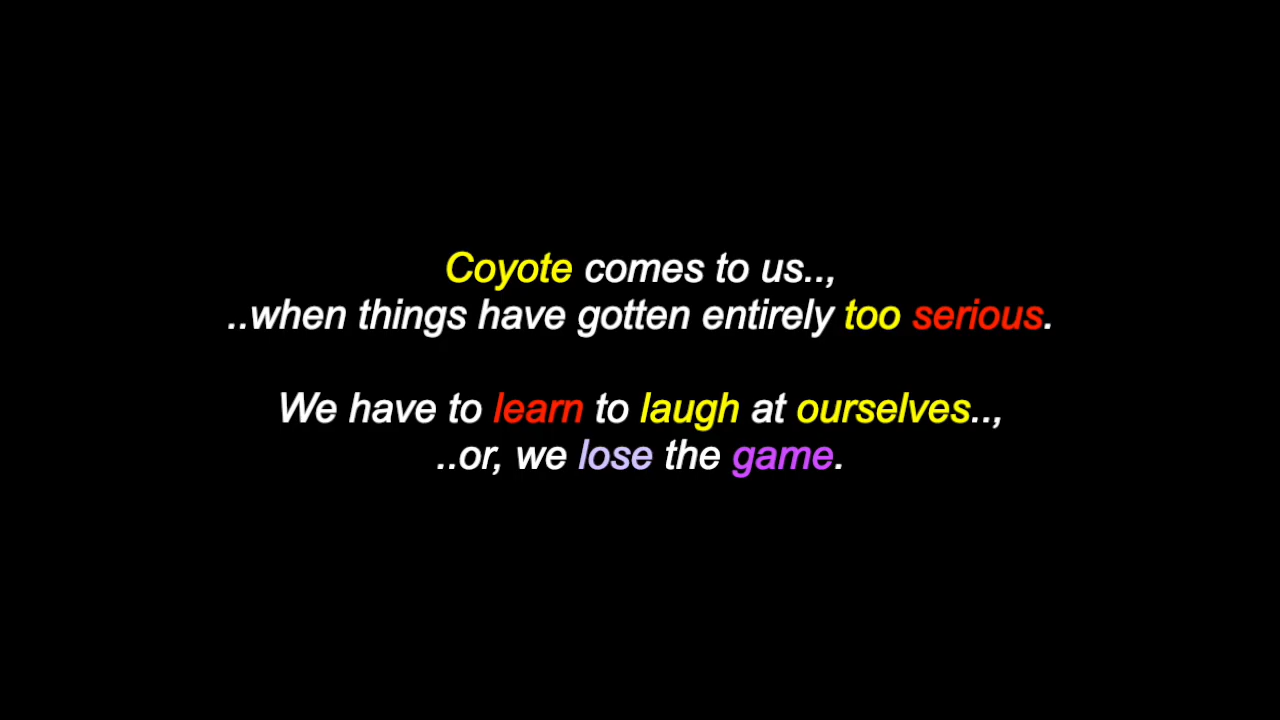 Coyote comes to us..,
..when things have gotten entirely too serious.
We have to learn to laugh at ourselves..,
..or, we lose the game.